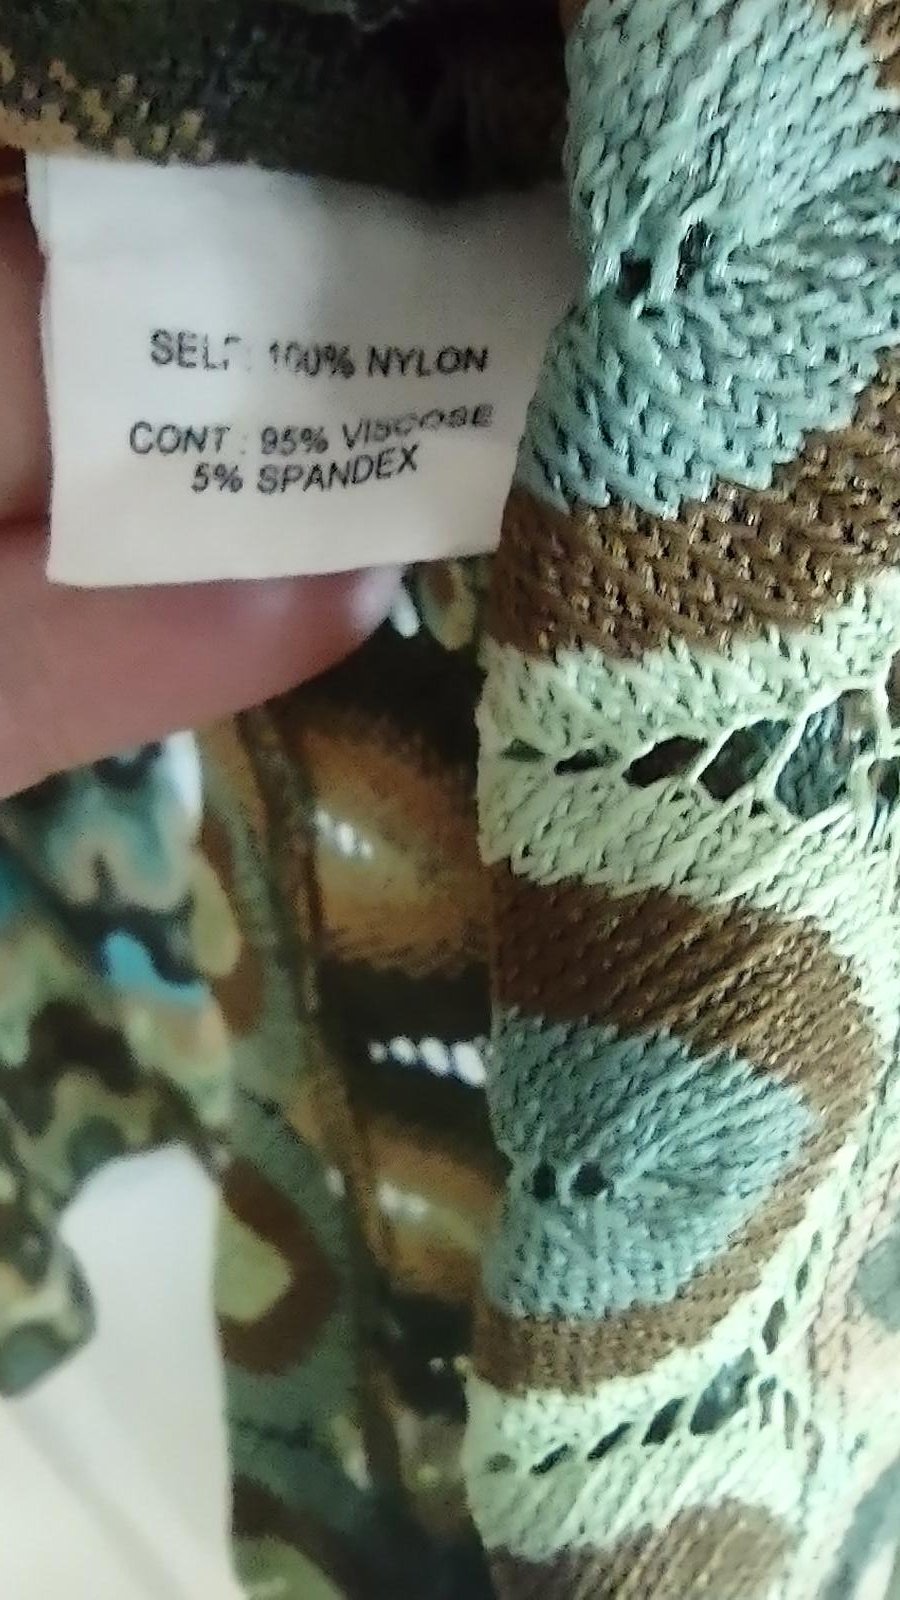 SELF: 100% NYLON
CONT: 95% VISCOSE
5% SPANDEX